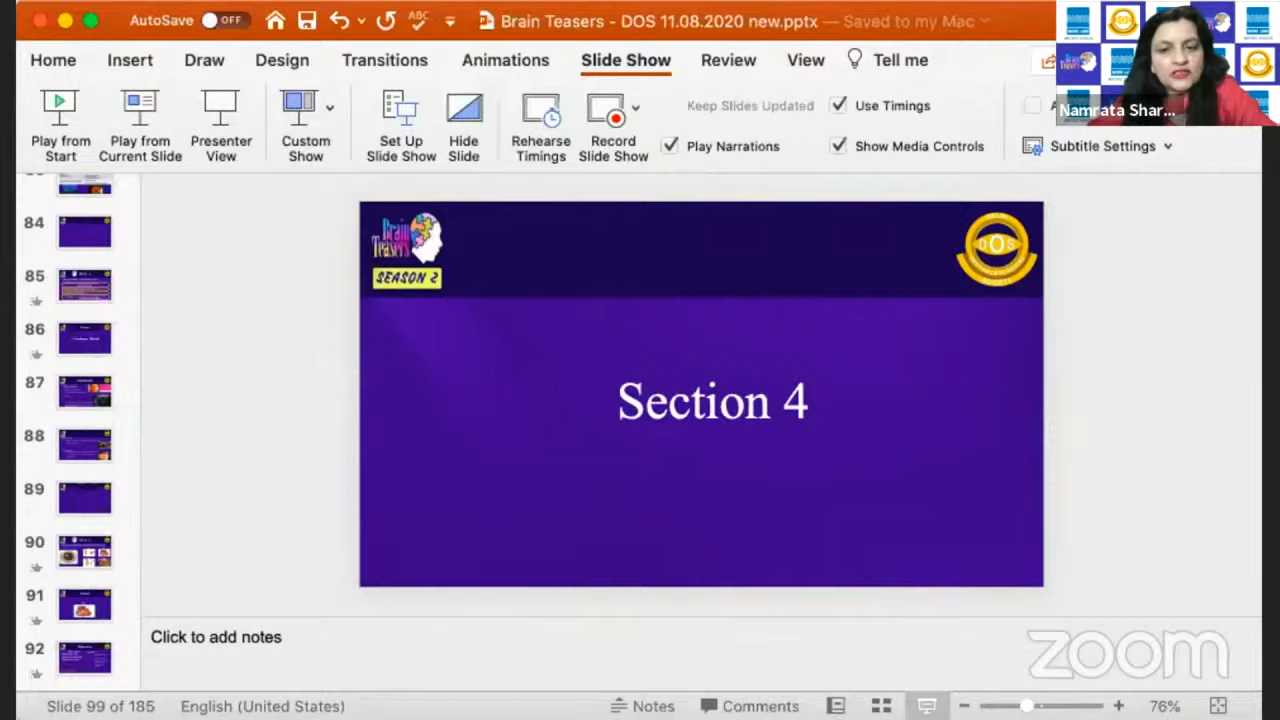 AutoSave OFF ABC Brain Teasers - DOS 11.08.2020 new.pptx — Saved to my Mac
Home Insert Draw Design Transitions Animations Slide Show Review View Tell me
Namrata Shar...
Play from Start
Play from Current Slide
Presenter View
Custom Show
Set Up Slide Show
Hide Slide
Rehearse Timings
Record Slide Show
Keep Slides Updated
Use Timings
Play Narrations
Show Media Controls
Subtitle Settings
84
85
86
87
88
89
90
91
92
Brain
Teasers
SEASON 2
DOS
Section 4
Click to add notes
zoom
Slide 99 of 185 English (United States) Notes Comments 76%